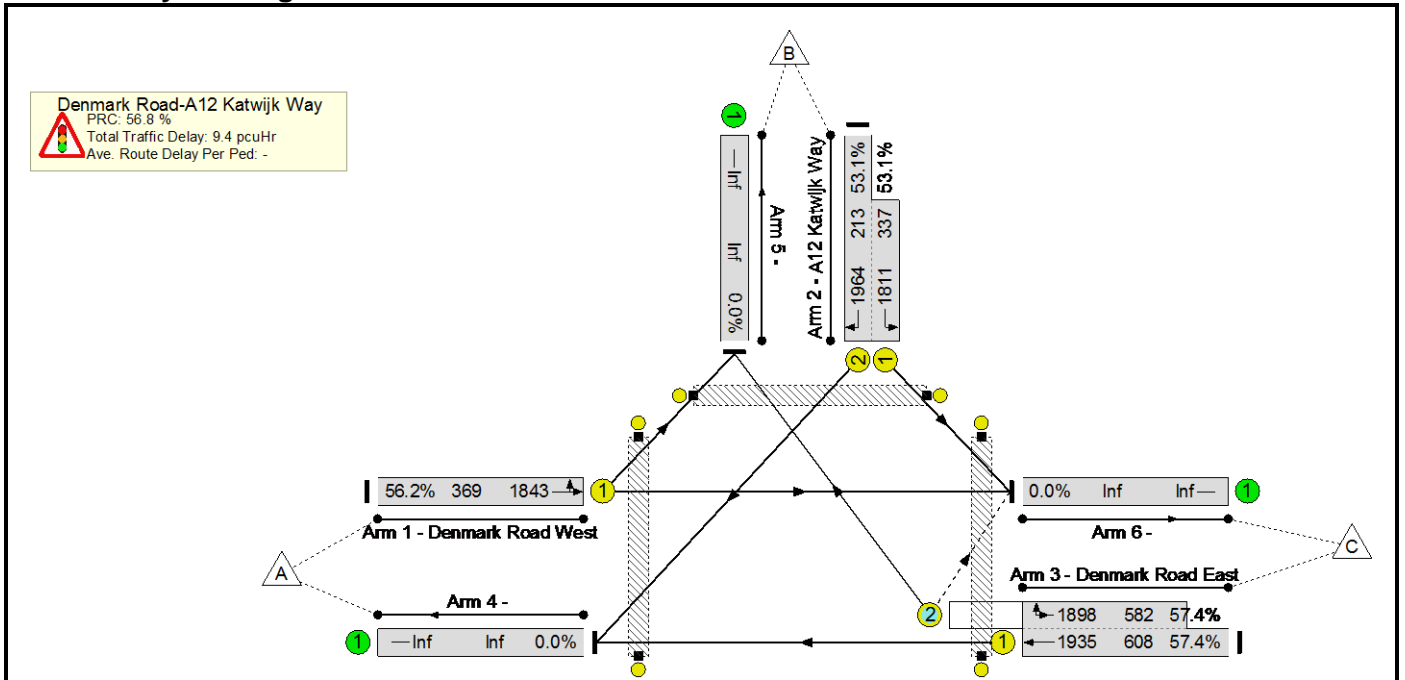 B
Denmark Road-A12 Katwijk Way
PRC: 56.8 %
Total Traffic Delay: 9.4 pcuHr
Ave. Route Delay Per Ped: -
1
Inf Inf 0.0%
Arm 5 -
Arm 2 - A12 Katwijk Way
1964 213 53.1%
1811 337 53.1%
2 1
56.2% 369 1843 1
Arm 1 - Denmark Road West
0.0% Inf Inf 1
Arm 6 -
A
C
Arm 4 -
Arm 3 - Denmark Road East
2 1898 582 57.4%
1 Inf Inf 0.0%
1 1935 608 57.4%